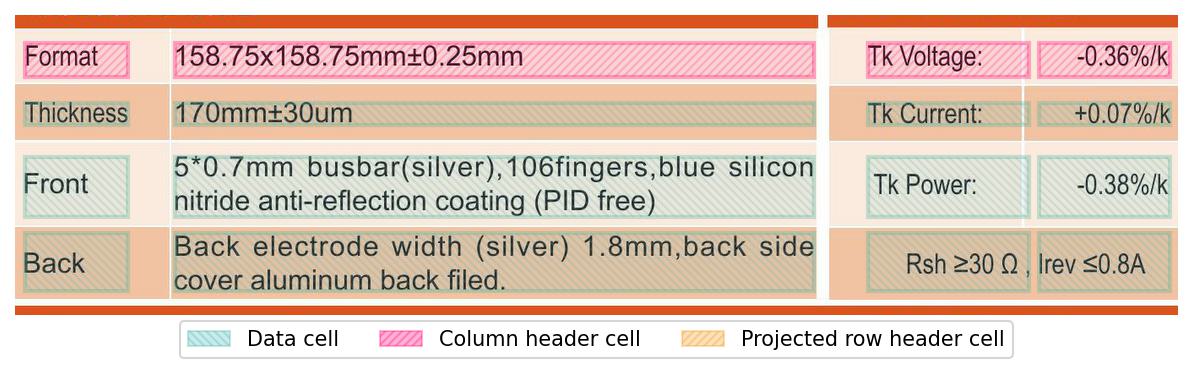 Format 158.75x158.75mm±0.25mm Tk Voltage: -0.36%/k
Thickness 170mm±30um Tk Current: +0.07%/k
Front 5*0.7mm busbar(silver),106fingers,blue silicon nitride anti-reflection coating (PID free) Tk Power: -0.38%/k
Back Back electrode width (silver) 1.8mm,back side cover aluminum back filed. Rsh ≥30 Ω , Irev ≤0.8A
Data cell Column header cell Projected row header cell